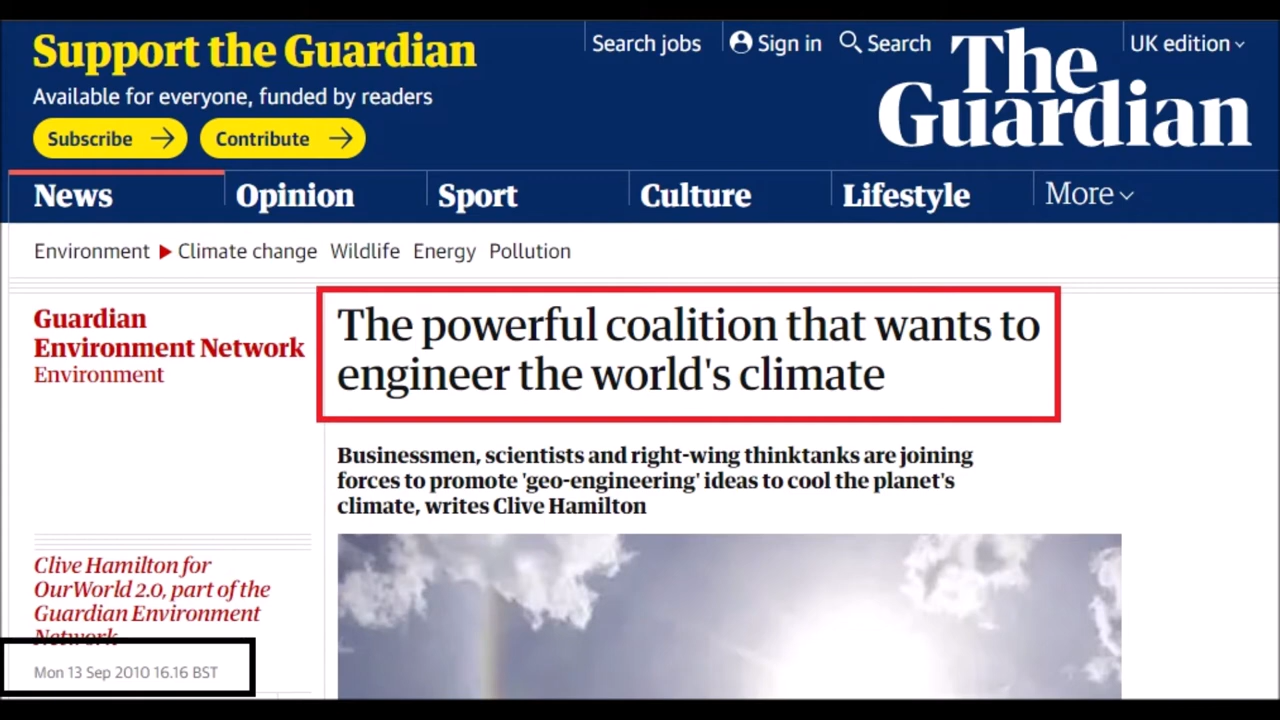 Support the Guardian
Available for everyone, funded by readers
Subscribe
Contribute
Search jobs
Sign in
Search
UK edition
The
Guardian
News
Opinion
Sport
Culture
Lifestyle
More
Environment
Climate change
Wildlife
Energy
Pollution
Guardian
Environment Network
Environment
The powerful coalition that wants to
engineer the world's climate
Businessmen, scientists and right-wing thinktanks are joining
forces to promote 'geo-engineering' ideas to cool the planet's
climate, writes Clive Hamilton
Clive Hamilton for
OurWorld 2.0, part of the
Guardian Environment
Network
Mon 13 Sep 2010 16.16 BST